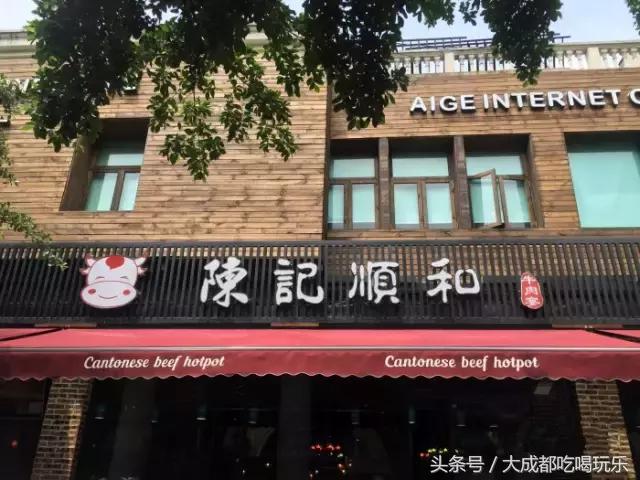 AIGE INTERNET C
陳記順和
牛肉宴
Cantonese beef hotpot
Cantonese beef hotpot
头条号 / 大成都吃喝玩乐